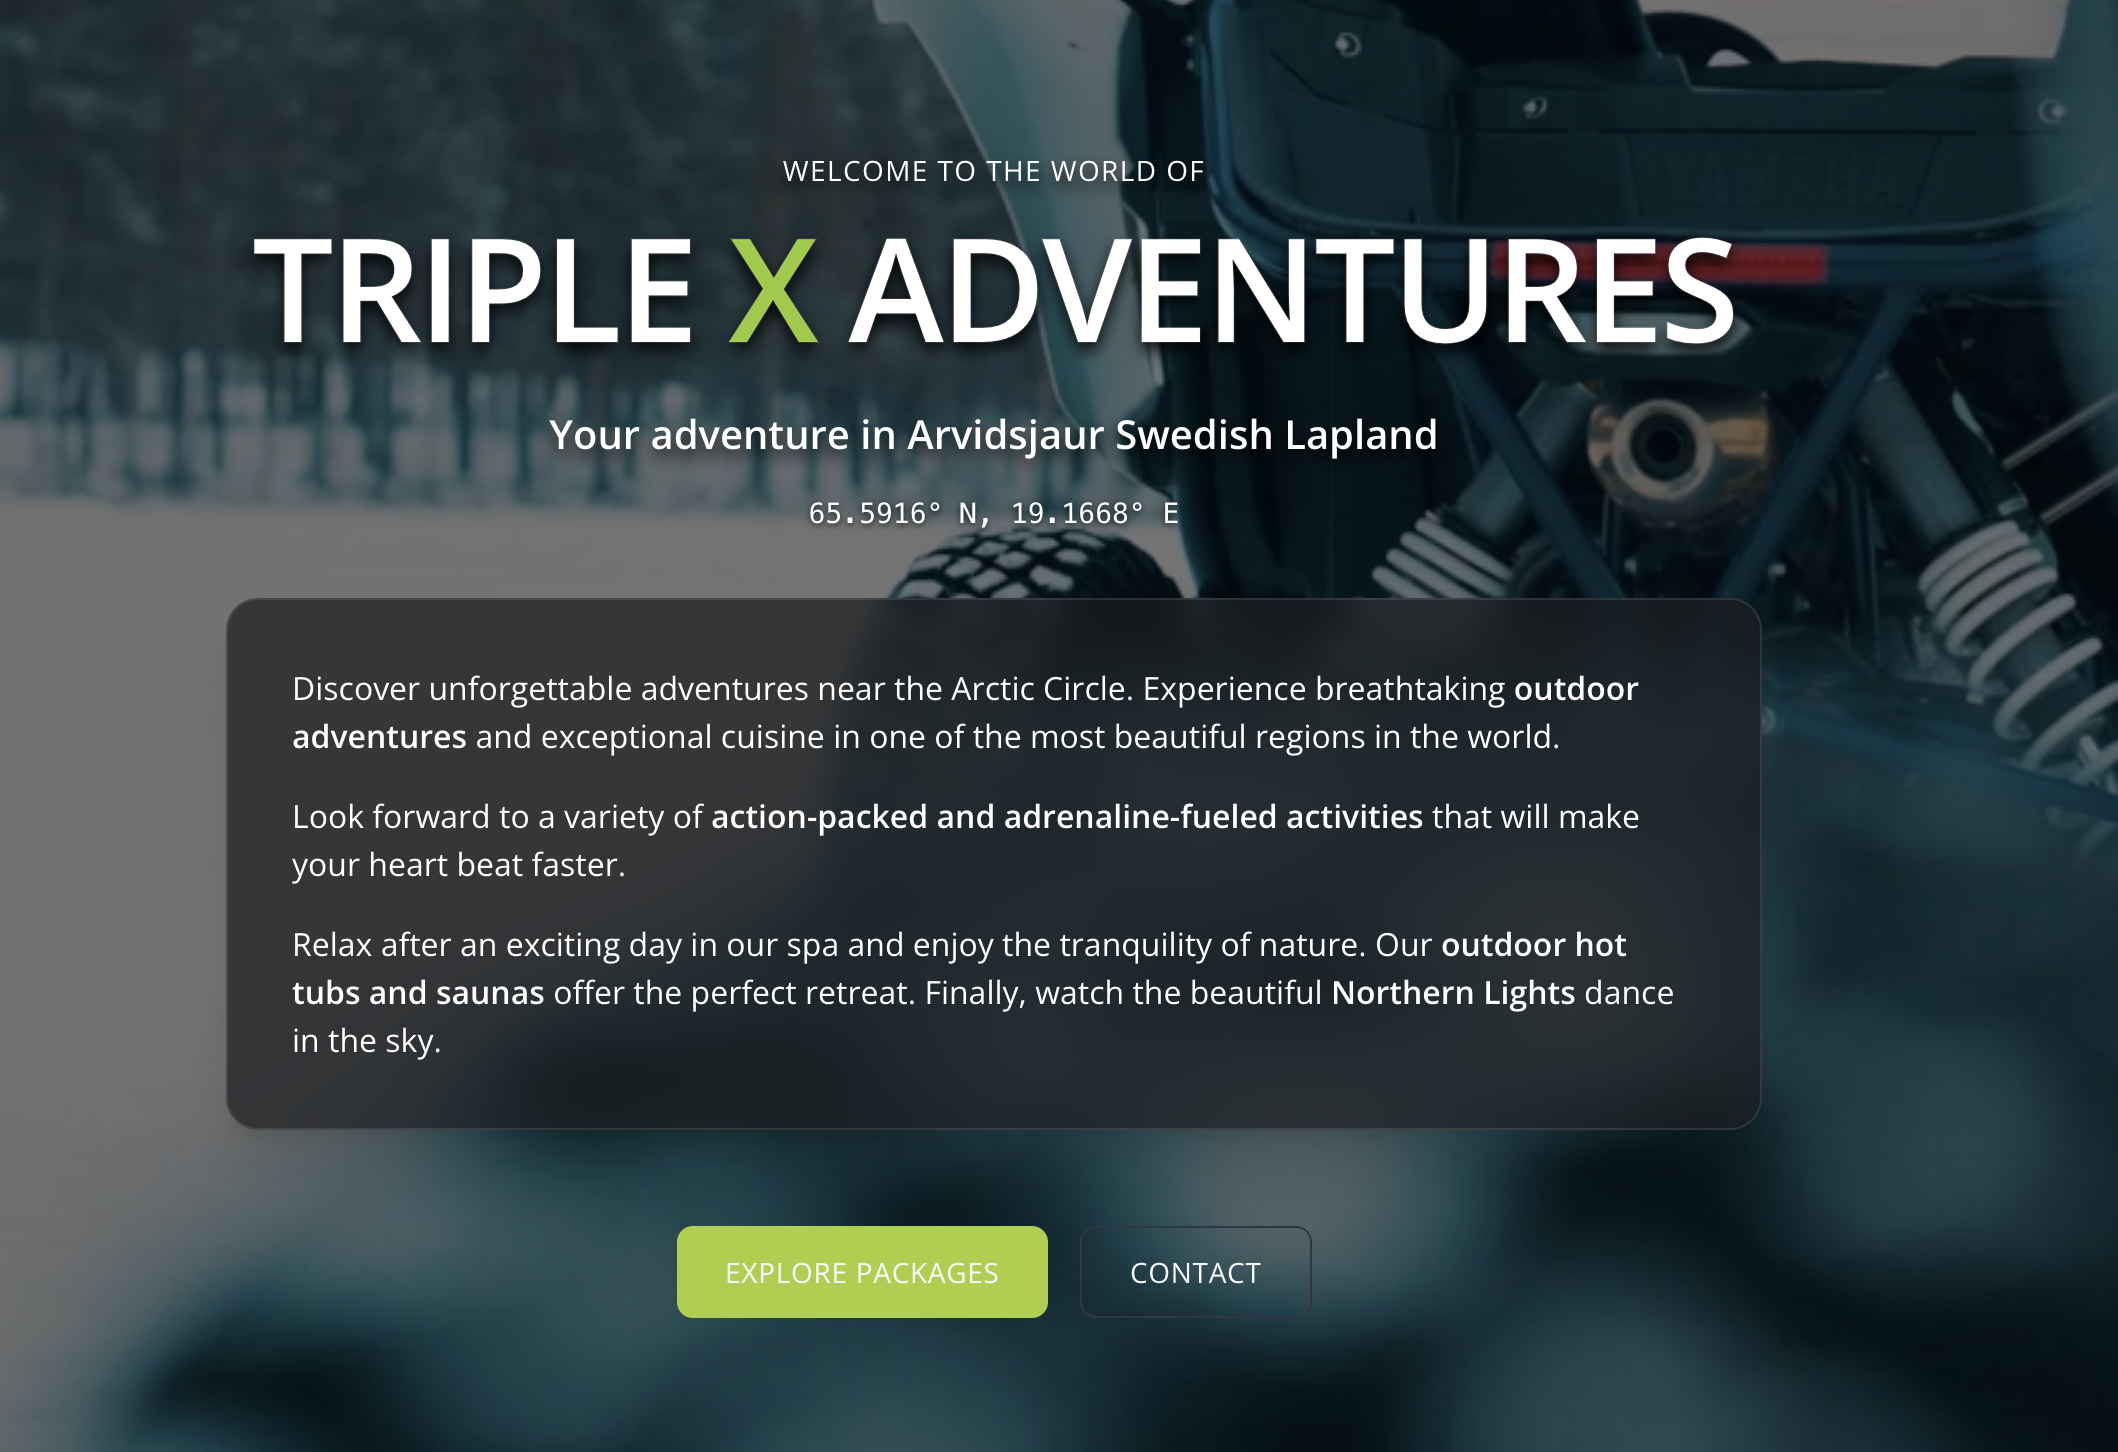 WELCOME TO THE WORLD OF
TRIPLE X ADVENTURES
Your adventure in Arvidsjaur Swedish Lapland
65.5916° N, 19.1668° E
Discover unforgettable adventures near the Arctic Circle. Experience breathtaking outdoor
adventures and exceptional cuisine in one of the most beautiful regions in the world.
Look forward to a variety of action-packed and adrenaline-fueled activities that will make
your heart beat faster.
Relax after an exciting day in our spa and enjoy the tranquility of nature. Our outdoor hot
tubs and saunas offer the perfect retreat. Finally, watch the beautiful Northern Lights dance
in the sky.
EXPLORE PACKAGES
CONTACT